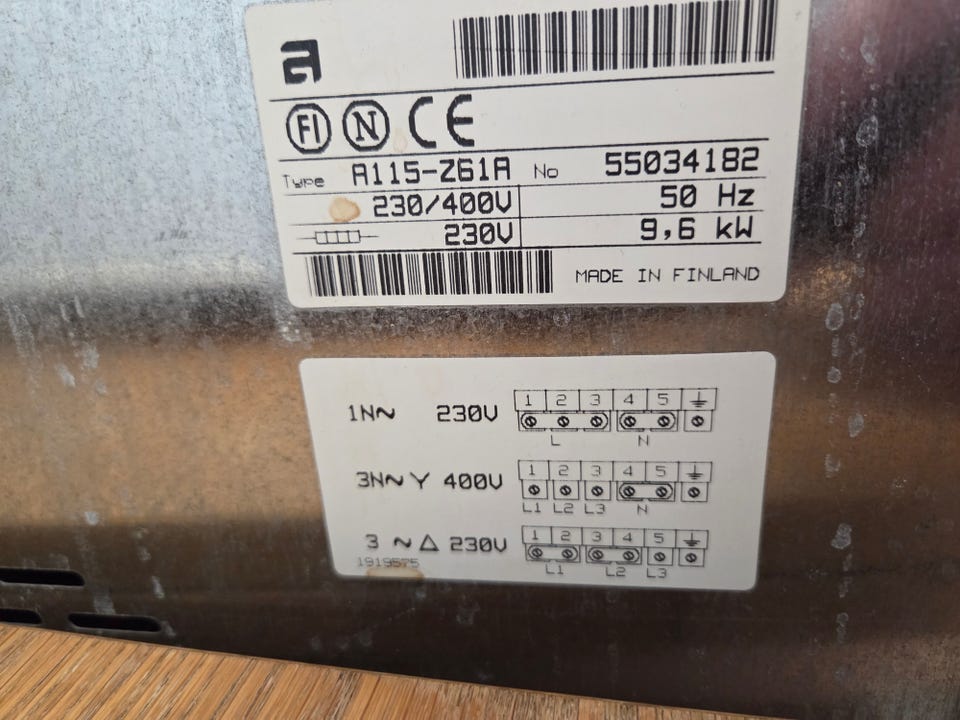 a
FI N CE
Type A115-Z61A No 55034182
230/400V 50 Hz
230V 9,6 kW
MADE IN FINLAND
1N~ 230V 1 2 3 4 5
L N
3N~ Y 400V 1 2 3 4 5
L1 L2 L3 N
3 ~ Δ 230V 1 2 3 4 5
1919575 L1 L2 L3